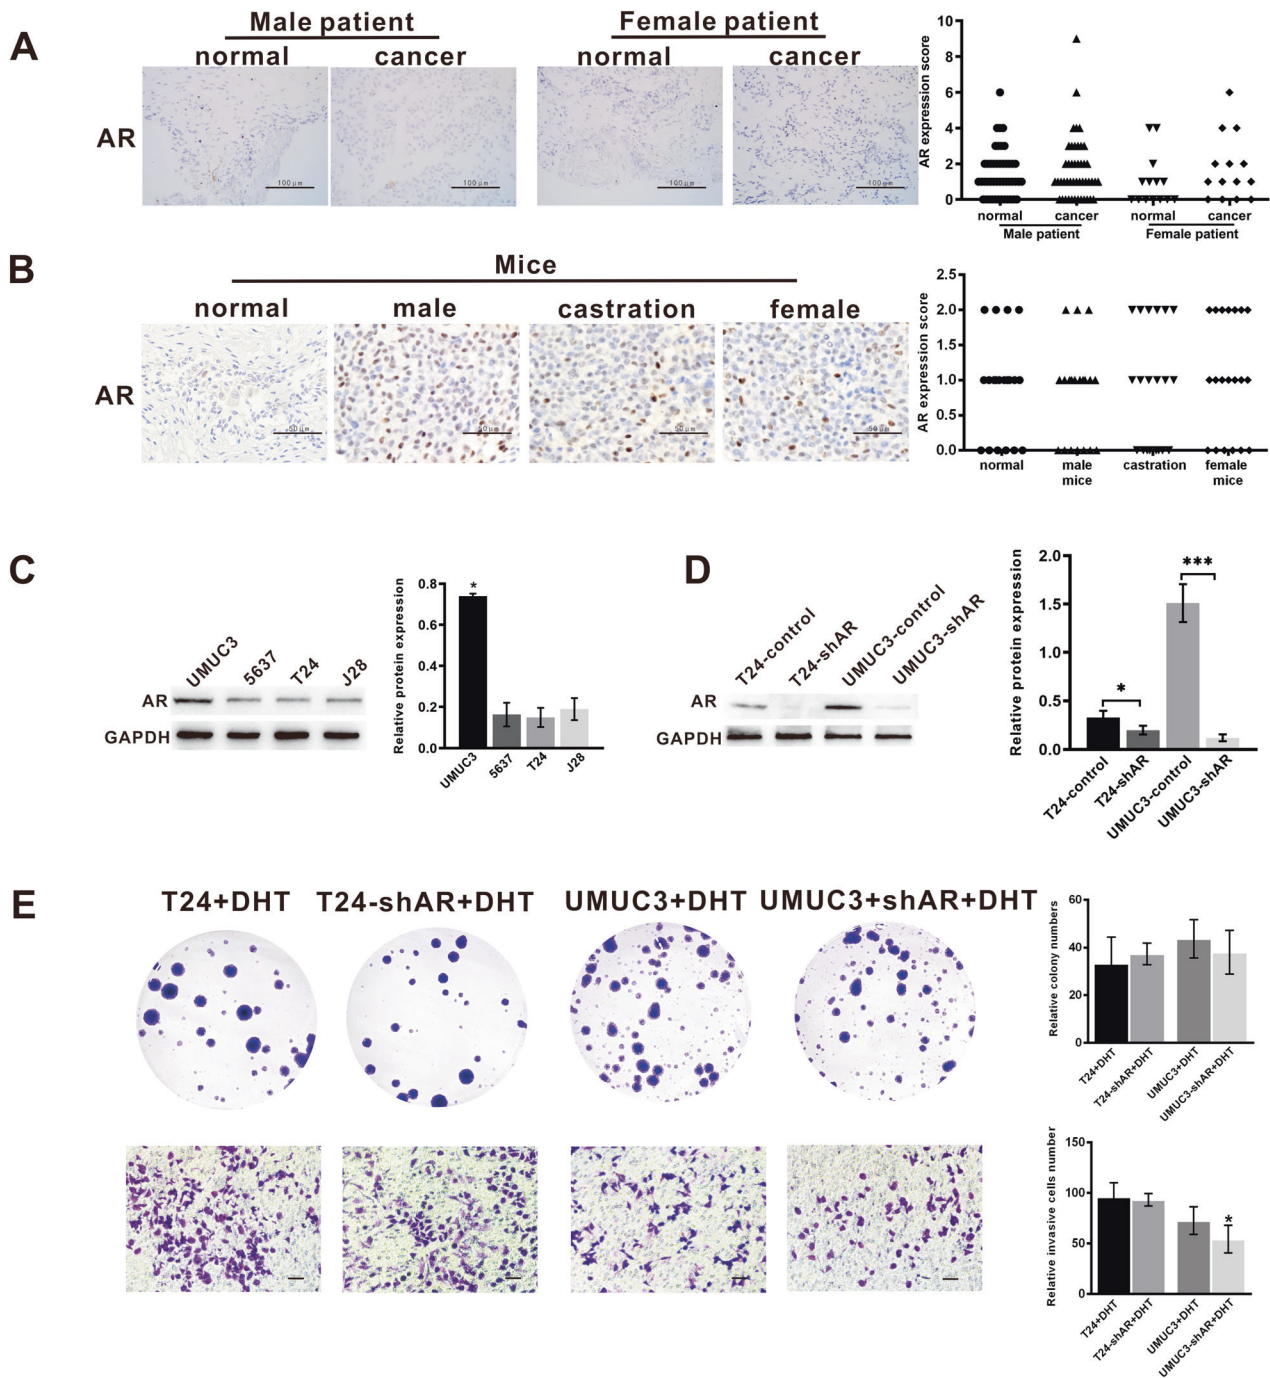 A
Male patient
Female patient
normal
cancer
normal
cancer
AR
100 μm
100 μm
100 μm
100 μm
AR expression score
10
8
6
4
2
0
normal
cancer
normal
cancer
Male patient
Female patient
B
Mice
normal
male
castration
female
AR
50 μm
50 μm
50 μm
50 μm
AR expression score
2.5
2.0
1.5
1.0
0.5
0.0
normal
male mice
castration
female mice
C
UMUC3
5637
T24
J28
AR
GAPDH
Relative protein expression
0.8
0.6
0.4
0.2
0.0
*
UMUC3
5637
T24
J28
D
T24-control
T24-shAR
UMUC3-control
UMUC3-shAR
AR
GAPDH
Relative protein expression
2.0
1.5
1.0
0.5
0.0
*
***
T24-control
T24-shAR
UMUC3-control
UMUC3-shAR
E
T24+DHT
T24-shAR+DHT
UMUC3+DHT
UMUC3+shAR+DHT
Relative colony numbers
60
40
20
0
T24+DHT
T24-shAR+DHT
UMUC3+DHT
UMUC3-shAR+DHT
Relative invasive cells number
150
100
50
0
*
T24+DHT
T24-shAR+DHT
UMUC3+DHT
UMUC3-shAR+DHT